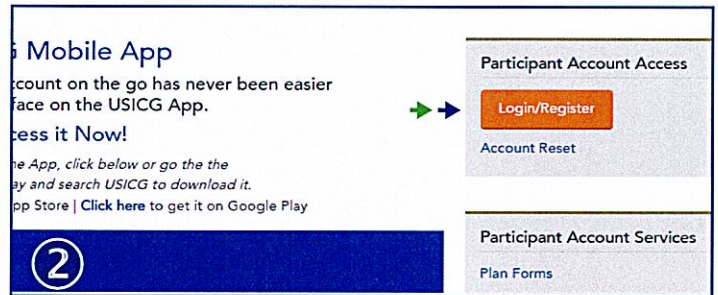 Mobile App
ccount on the go has never been easier
face on the USICG App.
cess it Now!
e App, click below or go the the
ay and search USICG to download it.
pp Store | Click here to get it on Google Play
2
Participant Account Access
Login/Register
Account Reset
Participant Account Services
Plan Forms